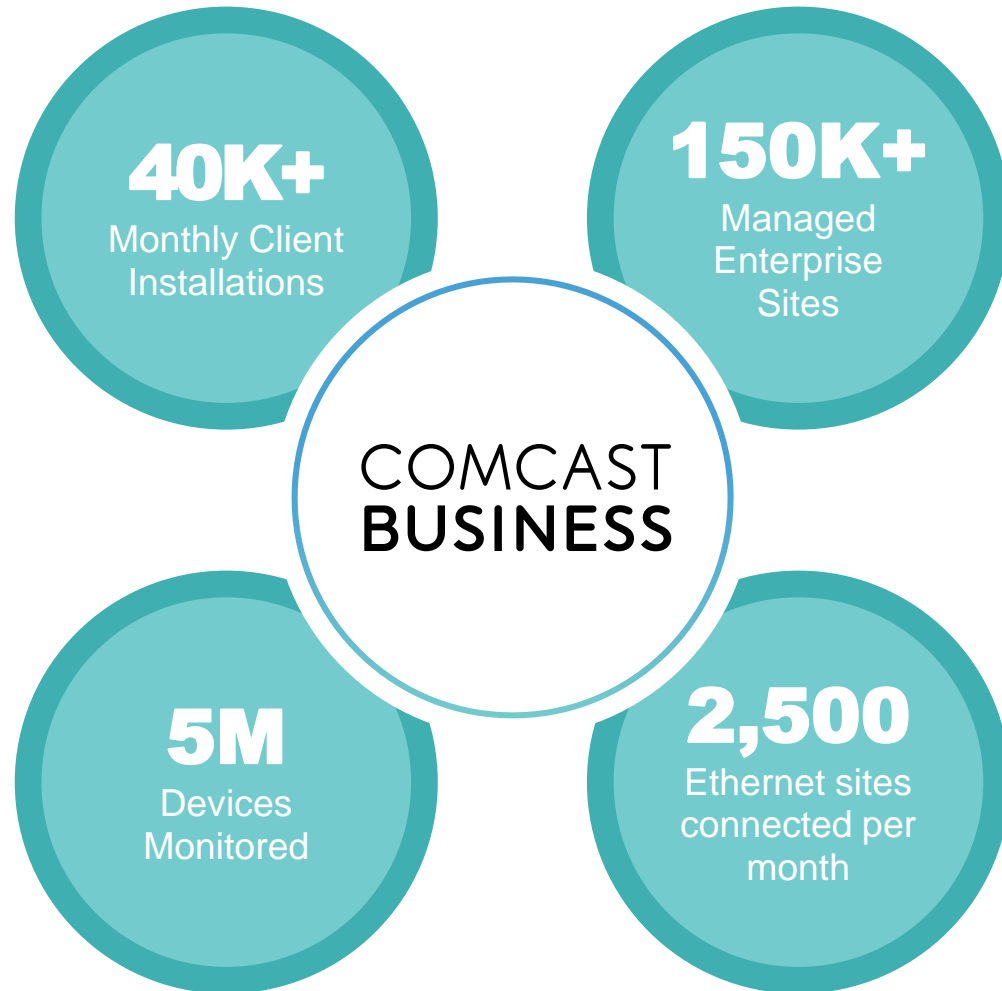 40K+
Monthly Client
Installations
150K+
Managed
Enterprise
Sites
COMCAST
BUSINESS
5M
Devices
Monitored
2,500
Ethernet sites
connected per
month